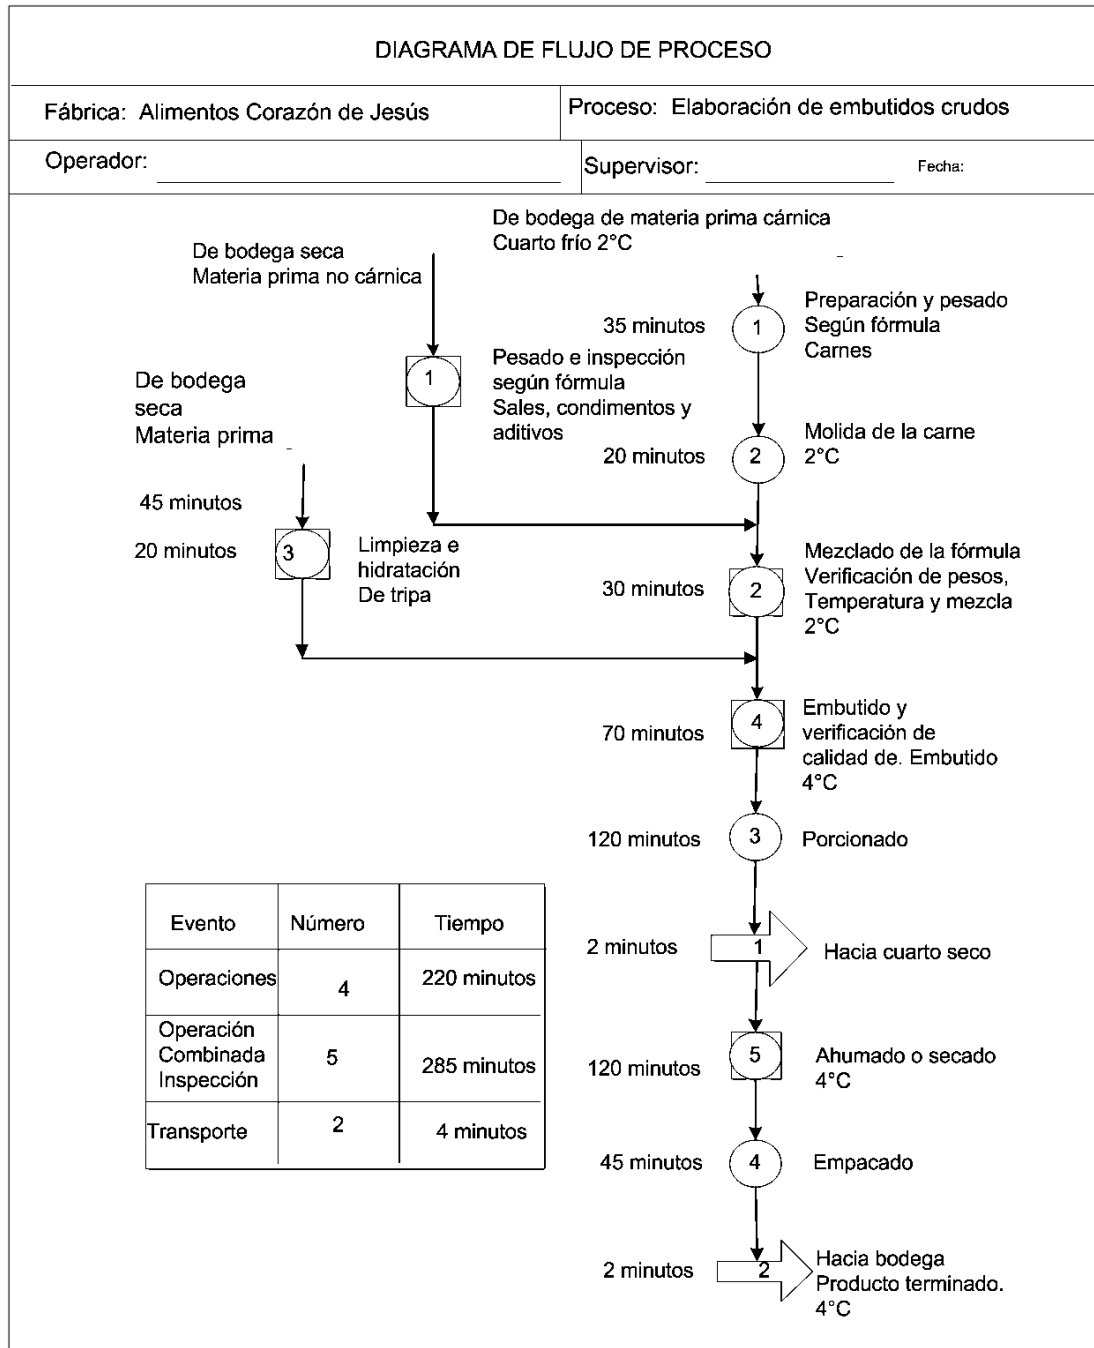 DIAGRAMA DE FLUJO DE PROCESO
Fábrica: Alimentos Corazón de Jesús
Proceso: Elaboración de embutidos crudos
Operador:
Supervisor:
Fecha:
De bodega de materia prima cárnica
Cuarto frío 2°C
De bodega seca
Materia prima no cárnica
35 minutos
1
Preparación y pesado
Según fórmula
Carnes
1
Pesado e inspección
según fórmula
Sales, condimentos y
aditivos
De bodega
seca
Materia prima
20 minutos
2
Molida de la carne
2°C
45 minutos
20 minutos
3
Limpieza e
hidratación
De tripa
30 minutos
2
Mezclado de la fórmula
Verificación de pesos,
Temperatura y mezcla
2°C
70 minutos
4
Embutido y
verificación de
calidad de. Embutido
4°C
120 minutos
3
Porcionado
2 minutos
1
Hacia cuarto seco
120 minutos
5
Ahumado o secado
4°C
45 minutos
4
Empacado
2 minutos
2
Hacia bodega
Producto terminado.
4°C
Evento Número Tiempo
Operaciones 4 220 minutos
Operación
Combinada
Inspección
5
285 minutos
Transporte 2 4 minutos